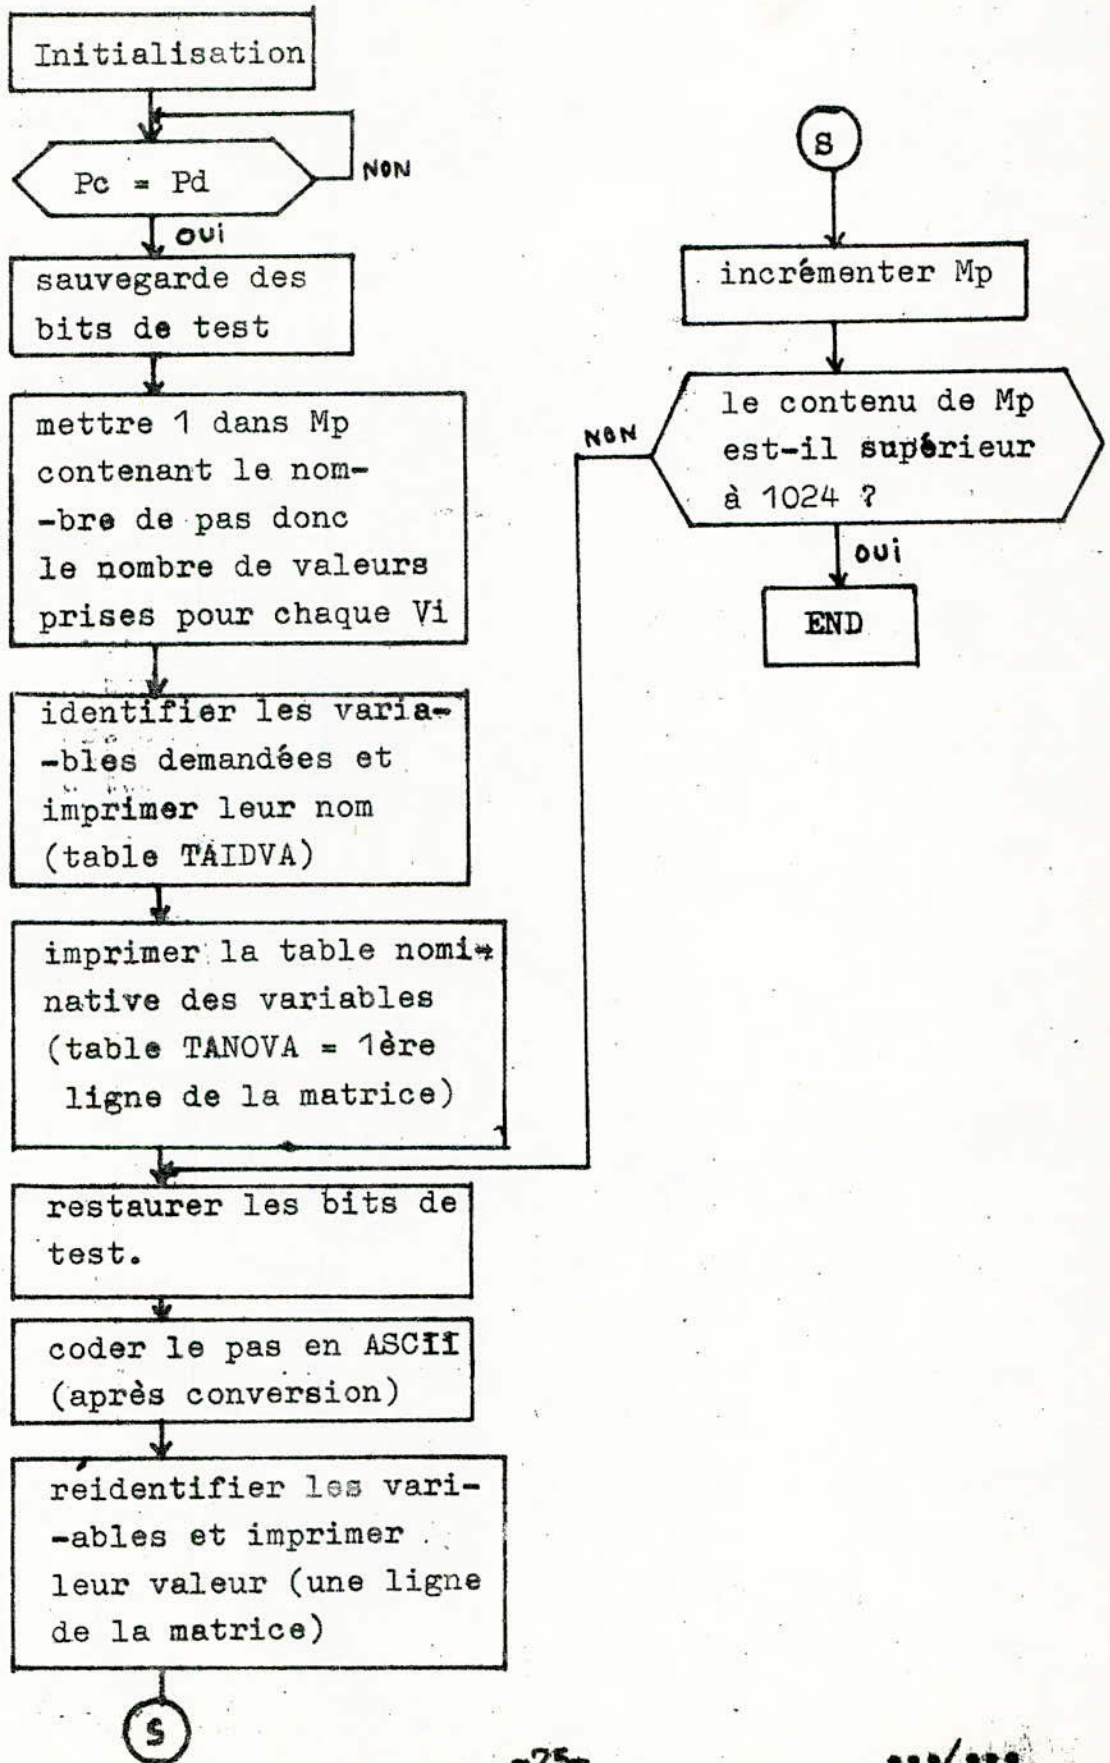 Initialisation
Pc = Pd
NON
OUI
sauvegarde des
bits de test
mettre 1 dans Mp
contenant le nom-
-bre de pas donc
le nombre de valeurs
prises pour chaque Vi
identifier les varia-
-bles demandées et
imprimer leur nom
(table TAIDVA)
imprimer la table nomi-
native des variables
(table TANOVA = 1ère
ligne de la matrice)
restaurer les bits de
test.
coder le pas en ASCII
(après conversion)
réidentifier les vari-
-ables et imprimer
leur valeur (une ligne
de la matrice)
S
S
incrémenter Mp
le contenu de Mp
est-il supérieur
à 1024 ?
NON
OUI
END
-25-
.../...